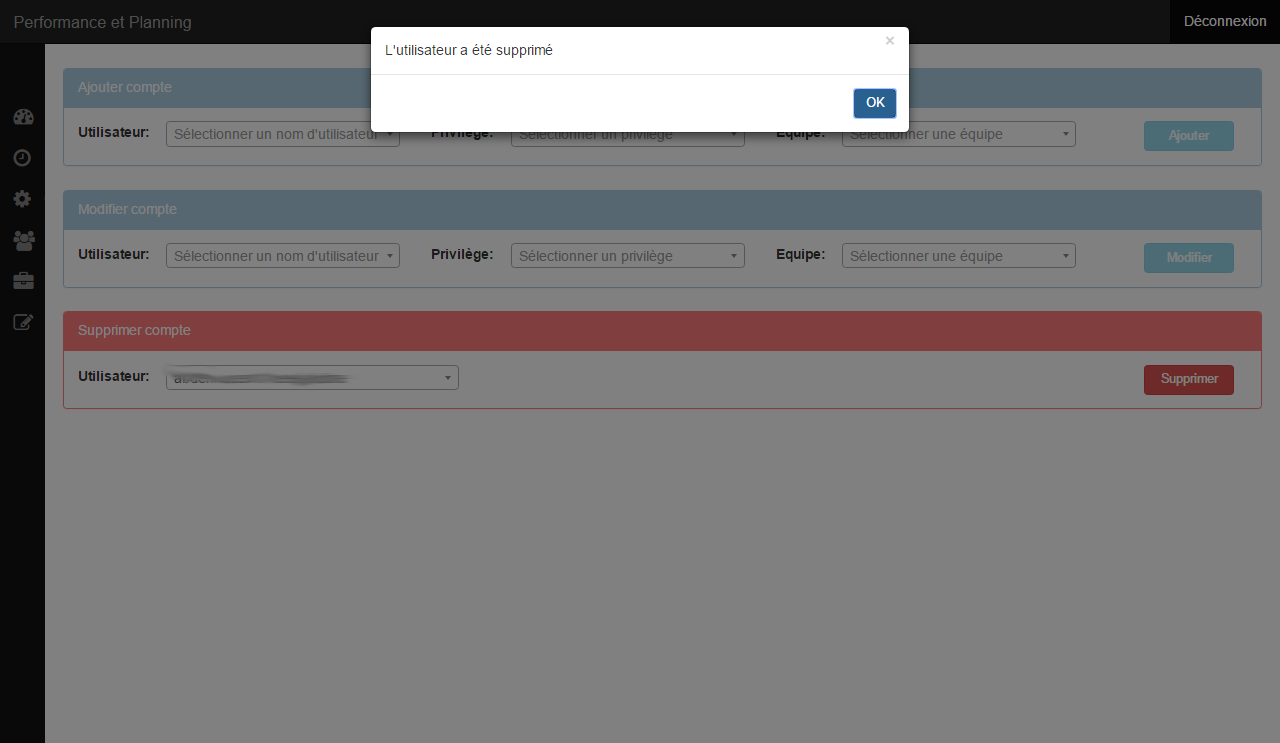 Performance et Planning
Déconnexion
L'utilisateur a été supprimé
×
OK
Ajouter compte
Utilisateur: Sélectionner un nom d'utilisateur Privilège: Sélectionner un privilège Equipe: Sélectionner une équipe Ajouter
Modifier compte
Utilisateur: Sélectionner un nom d'utilisateur Privilège: Sélectionner un privilège Equipe: Sélectionner une équipe Modifier
Supprimer compte
Utilisateur: Supprimer